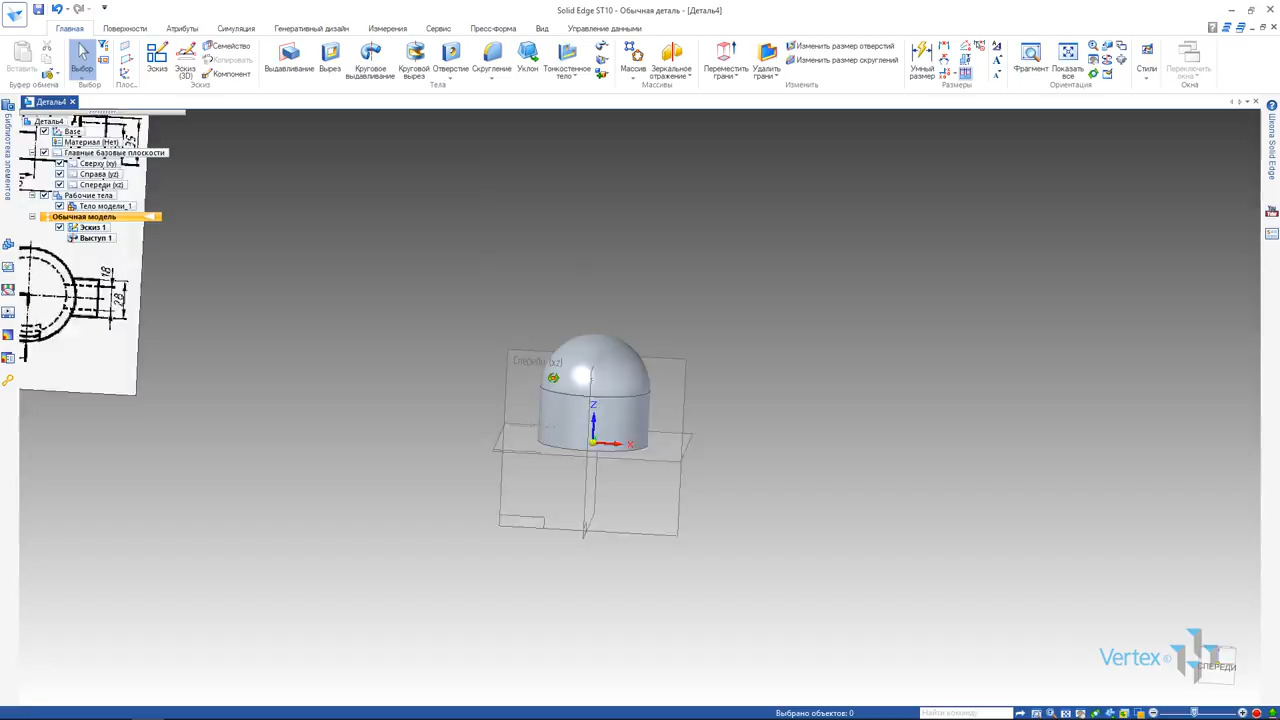 Solid Edge ST10 - Обычная деталь - [Деталь4]
Главная Поверхности Атрибуты Симуляция Генеративный дизайн Измерения Сервис Пресс-форма Вид Управление данными
Семейство Изменить размер отверстий
Копировать Изменить размер скруглений
Компонент
Вставить Выбор Плос... Эскиз Эскиз (3D) Выдавливание Вырез Круговое выдавливание Круговой вырез Отверстие Скругление Уклон Тонкостенное тело Массив Зеркальное отражение Переместить грани Удалить грани Умный размер Фрагмент Показать все Стили Переключить окна
Буфер обмена Выбор Эскиз Тела Массивы Изменить Размеры Ориентация Окна
Деталь4
Библиотека элементов
Школа Solid Edge
Деталь4
Base
Материал (Нет)
Главные базовые плоскости
Сверху (xy)
Справа (yz)
Спереди (xz)
Рабочие тела
Тело модели_1
Обычная модель
Эскиз 1
Выступ 1
18
28
Спереди (xz)
Z
X
Vertex
СПЕРЕДИ
Выбрано объектов: 0
Найти команду